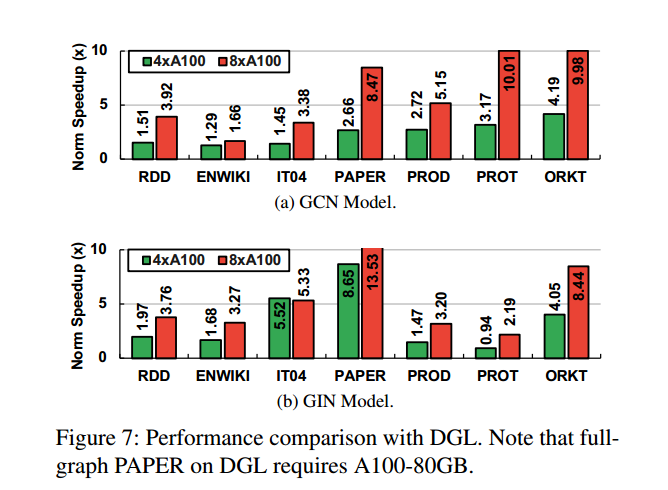 Norm Speedup (x)
10
5
0
4xA100 8xA100
1.51 3.92 1.29 1.66 1.45 3.38 2.66 8.47 2.72 5.15 3.17 10.01 4.19 9.98
RDD ENWIKI IT04 PAPER PROD PROT ORKT
(a) GCN Model.
Norm Speedup (x)
10
5
0
4xA100 8xA100
1.97 3.76 1.68 3.27 5.52 5.33 8.65 13.53 1.47 3.20 0.94 2.19 4.05 8.44
RDD ENWIKI IT04 PAPER PROD PROT ORKT
(b) GIN Model.
Figure 7: Performance comparison with DGL. Note that full-
graph PAPER on DGL requires A100-80GB.